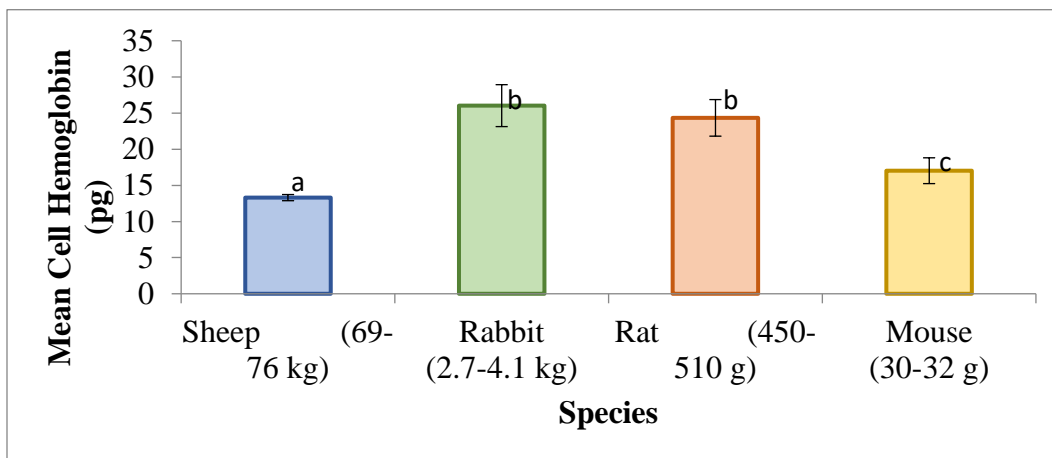 Mean Cell Hemoglobin
(pg)
35
30
25
20
15
10
5
0
a
b
b
c
Sheep (69-
76 kg)
Rabbit
(2.7-4.1 kg)
Rat (450-
510 g)
Mouse
(30-32 g)
Species